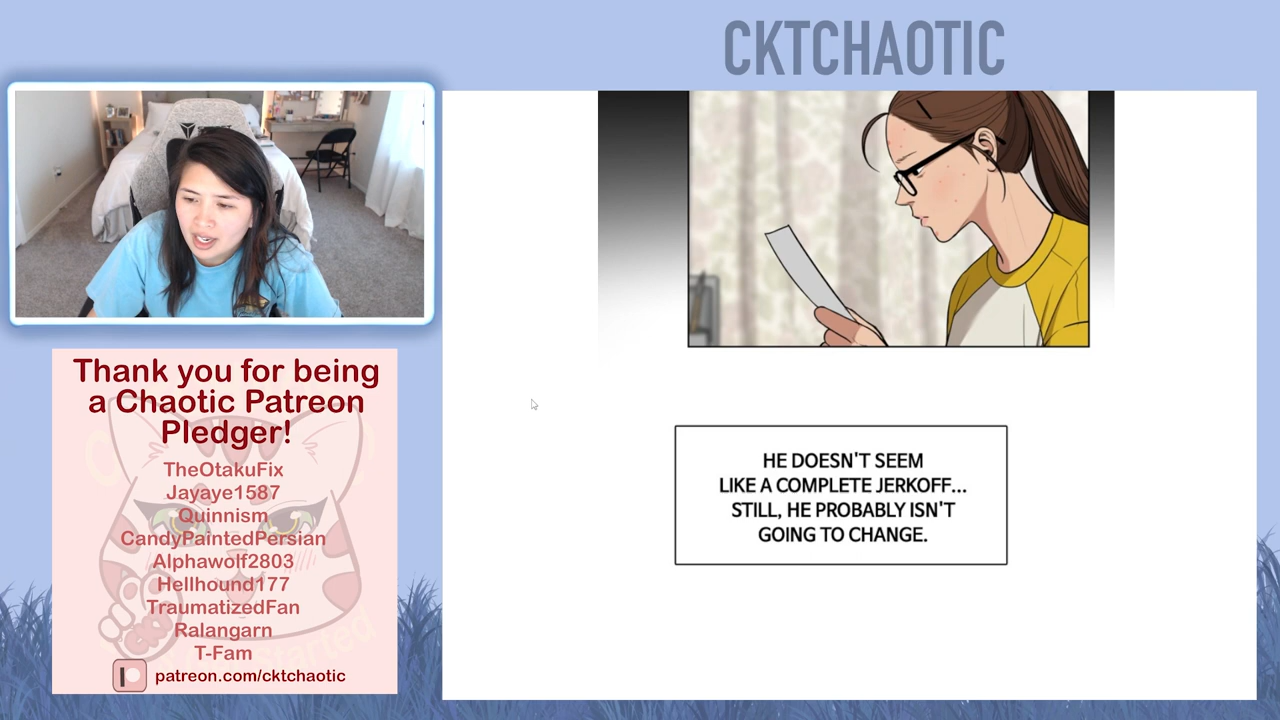 CKTCHAOTIC
Thank you for being
a Chaotic Patreon
Pledger!
TheOtakuFix
Jayaye1587
Quinnism
CandyPaintedPersian
Alphawolf2803
Hellhound177
TraumatizedFan
Ralangarn
T-Fam
patreon.com/cktchaotic
HE DOESN'T SEEM
LIKE A COMPLETE JERKOFF...
STILL, HE PROBABLY ISN'T
GOING TO CHANGE.